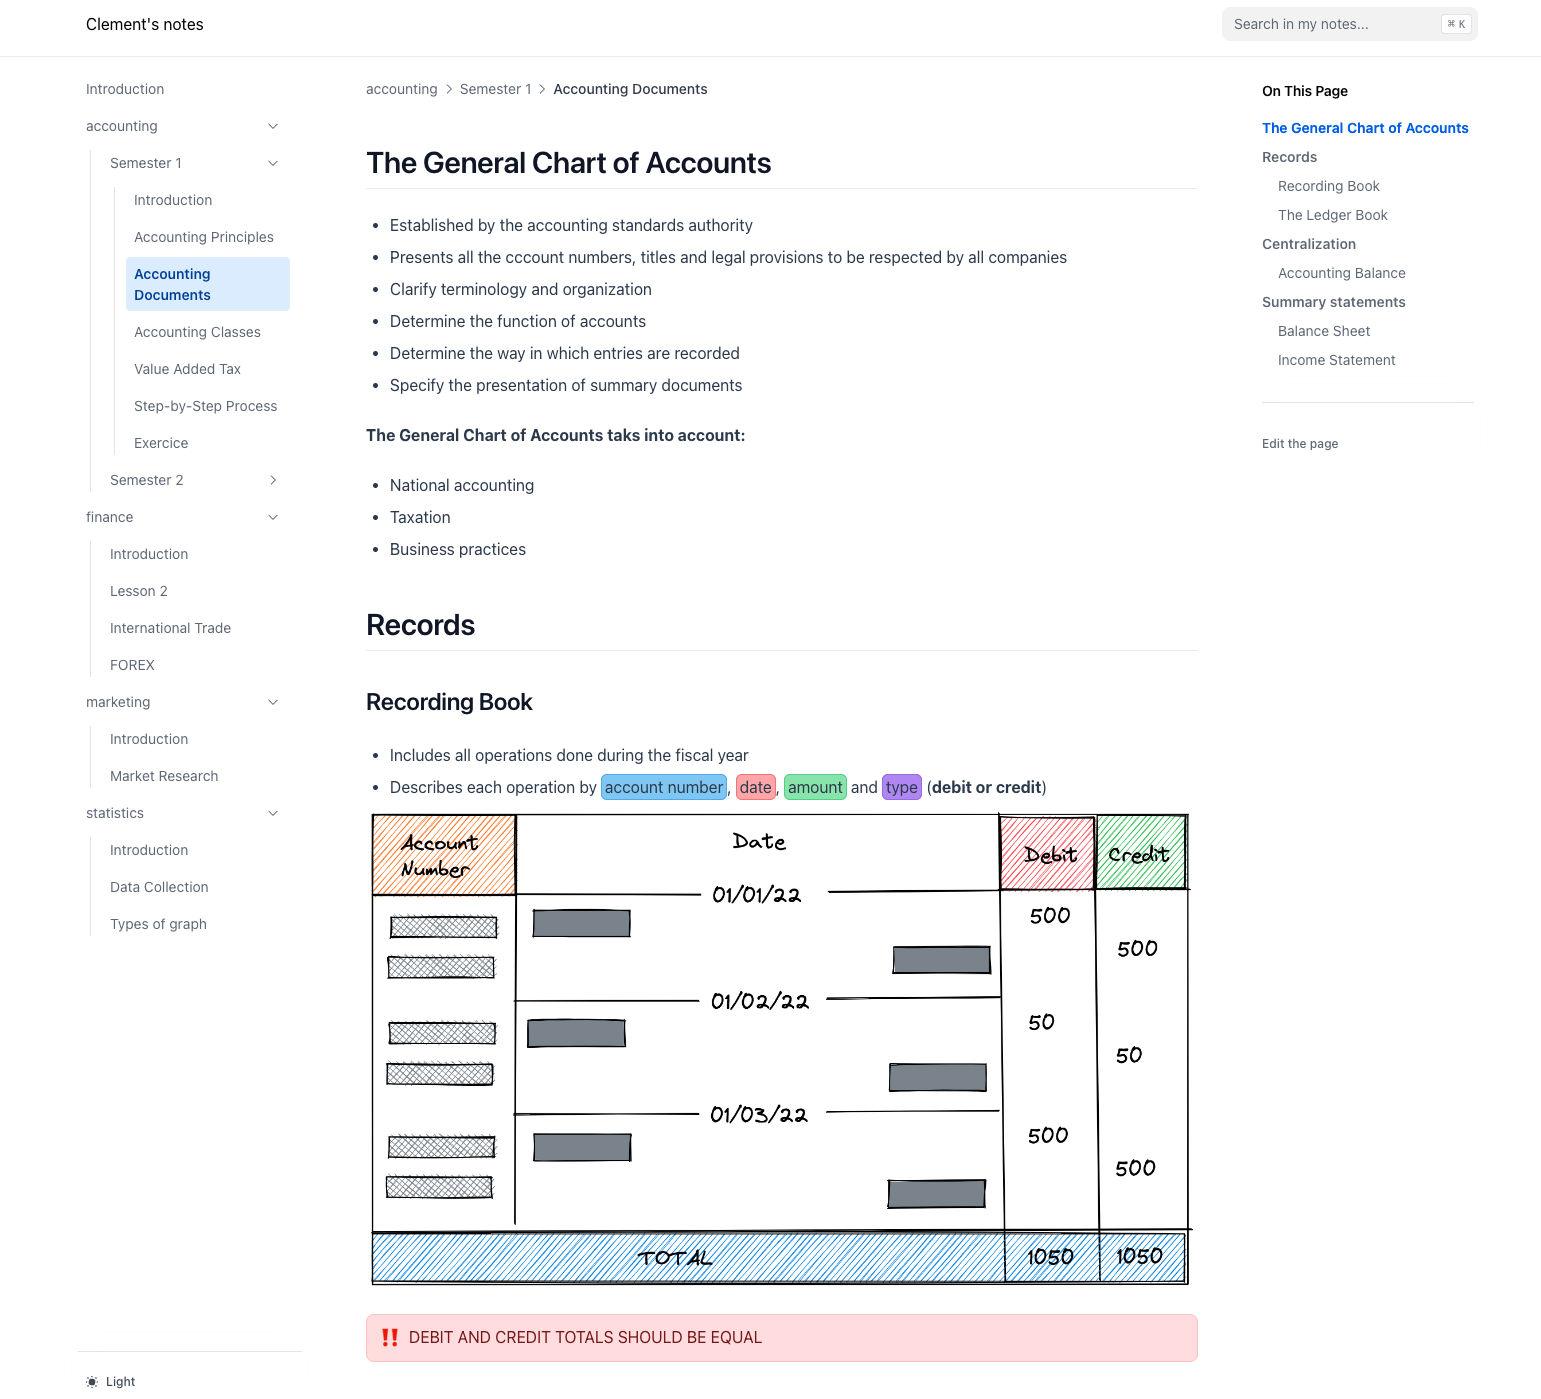 Clement's notes
Search in my notes...
⌘ K
Introduction
accounting
Semester 1
Introduction
Accounting Principles
Accounting
Documents
Accounting Classes
Value Added Tax
Step-by-Step Process
Exercice
Semester 2
finance
Introduction
Lesson 2
International Trade
FOREX
marketing
Introduction
Market Research
statistics
Introduction
Data Collection
Types of graph
Light
accounting > Semester 1 > Accounting Documents
The General Chart of Accounts
• Established by the accounting standards authority
• Presents all the cccount numbers, titles and legal provisions to be respected by all companies
• Clarify terminology and organization
• Determine the function of accounts
• Determine the way in which entries are recorded
• Specify the presentation of summary documents
The General Chart of Accounts taks into account:
• National accounting
• Taxation
• Business practices
Records
Recording Book
• Includes all operations done during the fiscal year
• Describes each operation by account number, date, amount and type (debit or credit)
Account
Number
Date
Debit
Credit
01/01/22
500
500
01/02/22
50
50
01/03/22
500
500
TOTAL
1050
1050
‼ DEBIT AND CREDIT TOTALS SHOULD BE EQUAL
On This Page
The General Chart of Accounts
Records
Recording Book
The Ledger Book
Centralization
Accounting Balance
Summary statements
Balance Sheet
Income Statement
Edit the page